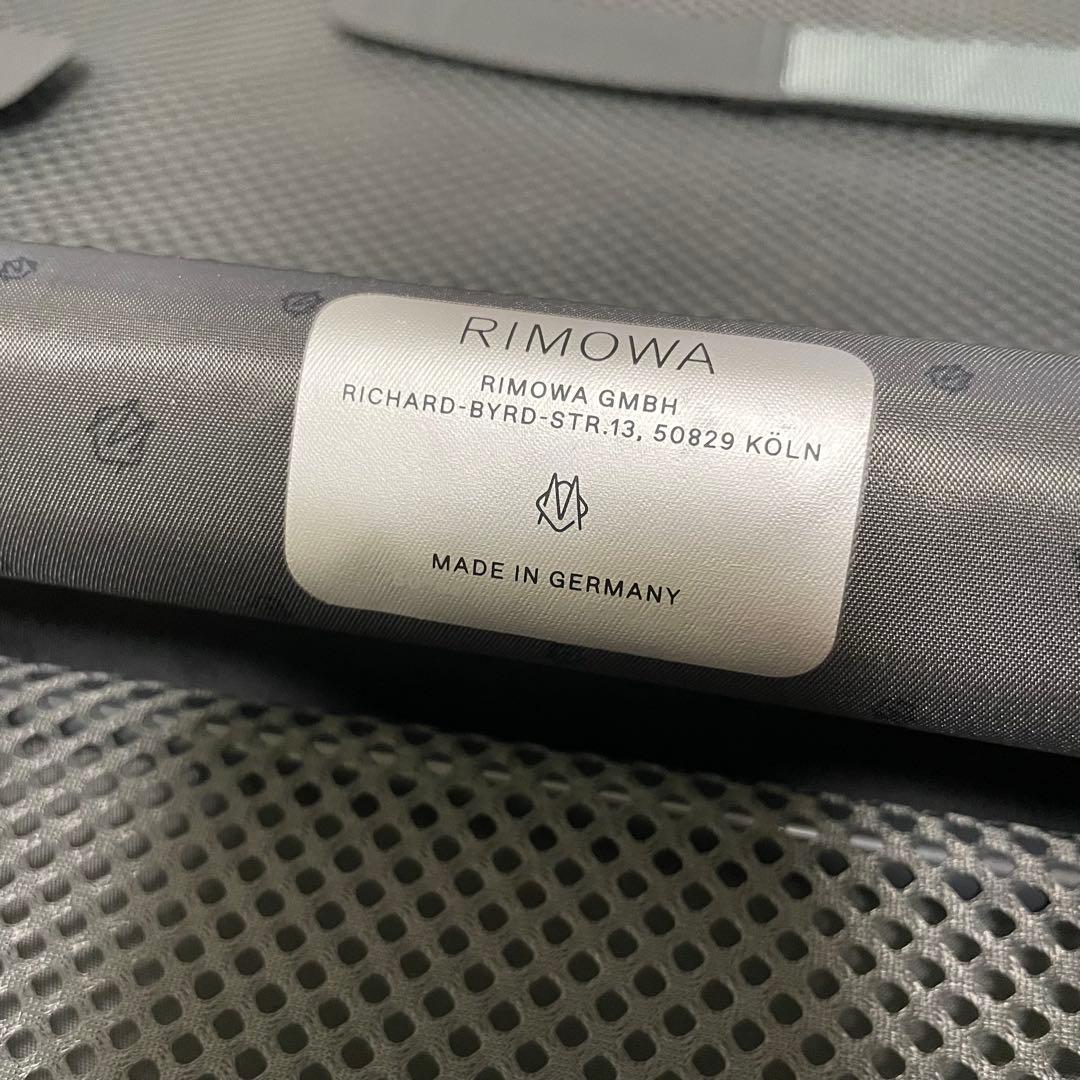 RIMOWA
RIMOWA GMBH
RICHARD-BYRD-STR.13, 50829 KÖLN
MADE IN GERMANY